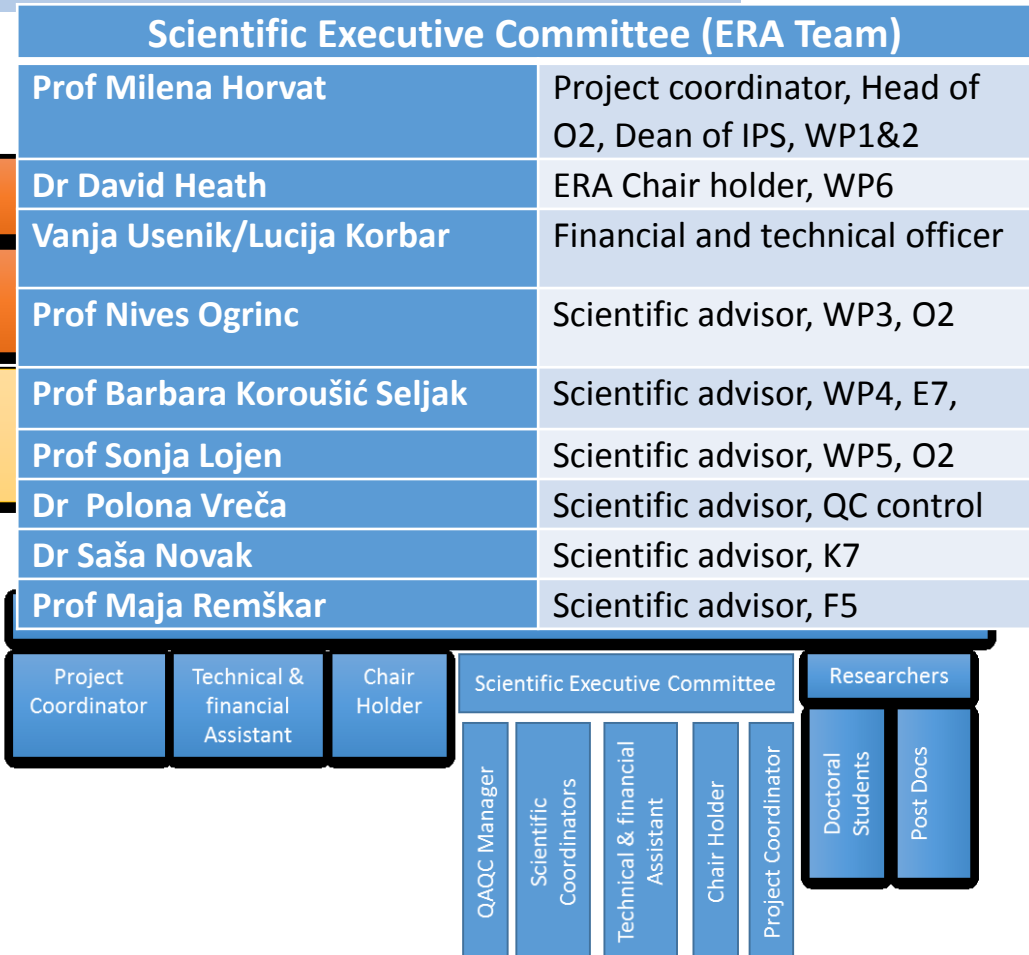 Scientific Executive Committee (ERA Team)
Prof Milena Horvat
Project coordinator, Head of
O2, Dean of IPS, WP1&2
Dr David Heath
ERA Chair holder, WP6
Vanja Usenik/Lucija Korbar
Financial and technical officer
Prof Nives Ogrinc
Scientific advisor, WP3, O2
Prof Barbara Koroušić Seljak
Scientific advisor, WP4, E7,
Prof Sonja Lojen
Scientific advisor, WP5, O2
Dr Polona Vreča
Scientific advisor, QC control
Dr Saša Novak
Scientific advisor, K7
Prof Maja Remškar
Scientific advisor, F5
Project
Coordinator
Technical &
financial
Assistant
Chair
Holder
Scientific Executive Committee
Researchers
QAQC Manager
Scientific
Coordinators
Technical & financial
Assistant
Chair Holder
Project Coordinator
Doctoral
Students
Post Docs